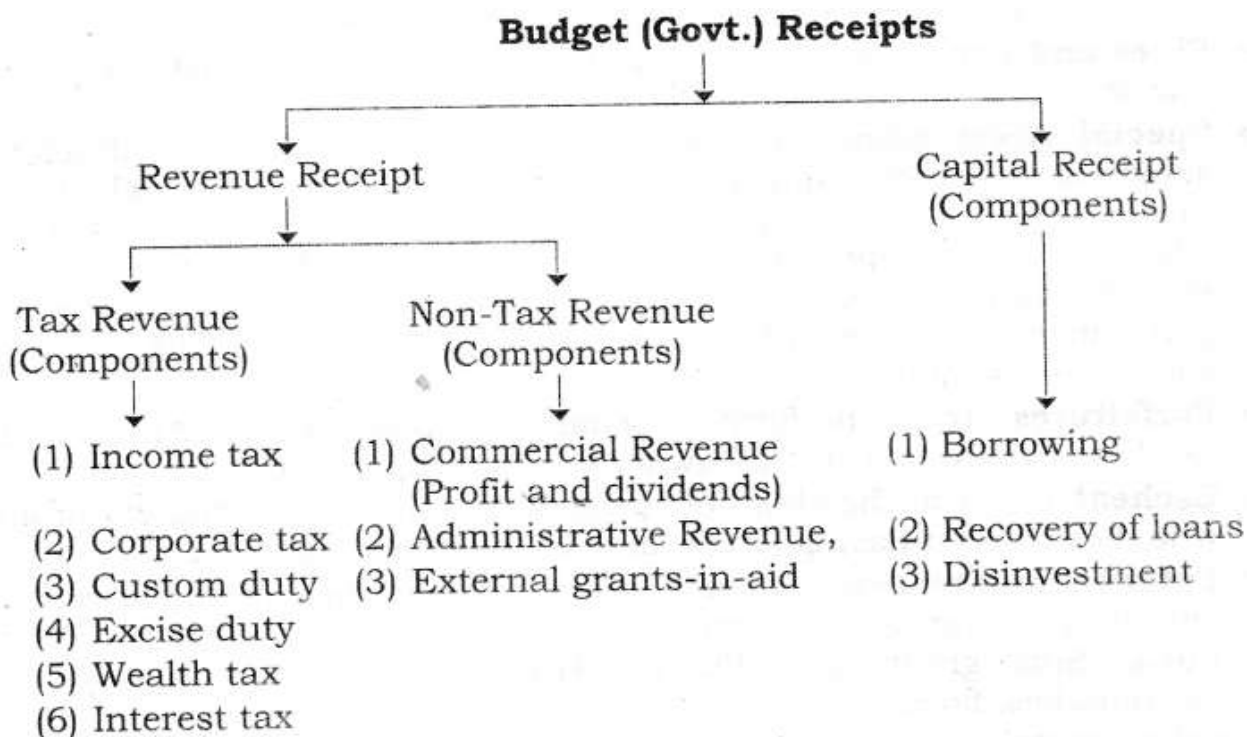 Budget (Govt.) Receipts
Revenue Receipt
Capital Receipt
(Components)
Tax Revenue
(Components)
Non-Tax Revenue
(Components)
(1) Income tax
(2) Corporate tax
(3) Custom duty
(4) Excise duty
(5) Wealth tax
(6) Interest tax
(1) Commercial Revenue
(Profit and dividends)
(2) Administrative Revenue,
(3) External grants-in-aid
(1) Borrowing
(2) Recovery of loans
(3) Disinvestment